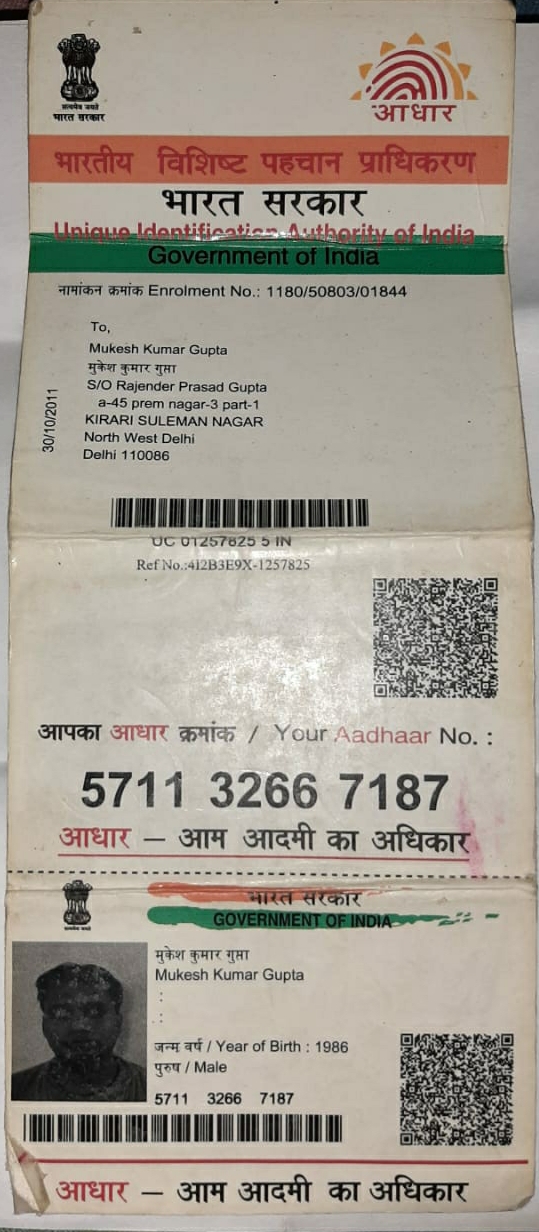 सत्यमेव जयते
भारत सरकार
आधार
भारतीय विशिष्ट पहचान प्राधिकरण
भारत सरकार
Unique Identification Authority of India
Government of India
नामांकन क्रमांक Enrolment No.: 1180/50803/01844
To,
Mukesh Kumar Gupta
मुकेश कुमार गुप्ता
S/O Rajender Prasad Gupta
a-45 prem nagar-3 part-1
KIRARI SULEMAN NAGAR
North West Delhi
Delhi 110086
30/10/2011
UC 01257825 5 IN
Ref No.:412B3E9X-1257825
आपका आधार क्रमांक / Your Aadhaar No. :
5711 3266 7187
आधार — आम आदमी का अधिकार
भारत सरकार
GOVERNMENT OF INDIA
मुकेश कुमार गुप्ता
Mukesh Kumar Gupta
:
:
जन्म वर्ष / Year of Birth : 1986
पुरुष / Male
5711 3266 7187
आधार — आम आदमी का अधिकार